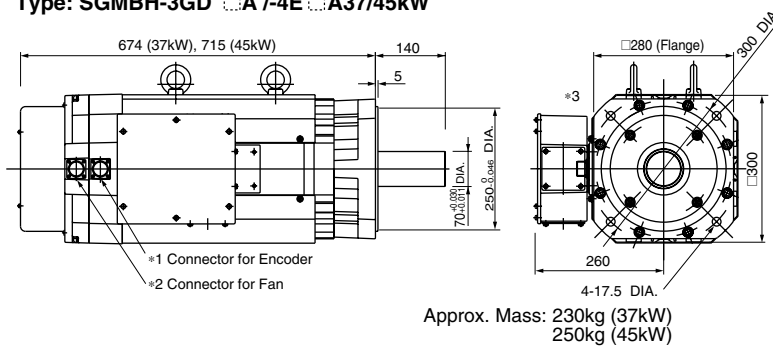 Type: SGMBH-3GD □A /-4E □A37/45kW
674 (37kW), 715 (45kW)
140
5
70 +0.030 +0.011 DIA.
250 0 -0.046 DIA.
*1 Connector for Encoder
*2 Connector for Fan
□280 (Flange)
300 DIA.
*3
□300
260
4-17.5 DIA.
Approx. Mass: 230kg (37kW)
250kg (45kW)